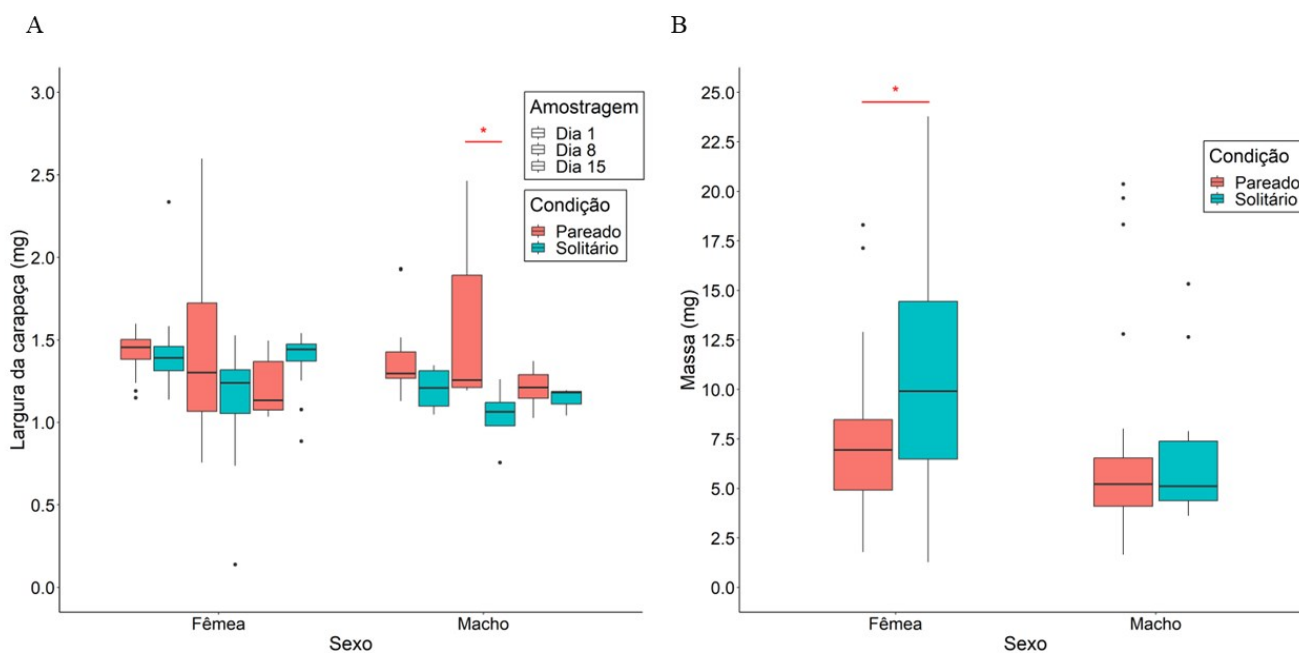 A
Largura da carapaça (mg)
3.0
2.5
2.0
1.5
1.0
0.5
0.0
*
Amostragem
Dia 1
Dia 8
Dia 15
Condição
Pareado
Solitário
Fêmea
Macho
Sexo
B
Massa (mg)
25.0
22.5
20.0
17.5
15.0
12.5
10.0
7.5
5.0
2.5
0.0
*
Condição
Pareado
Solitário
Fêmea
Macho
Sexo